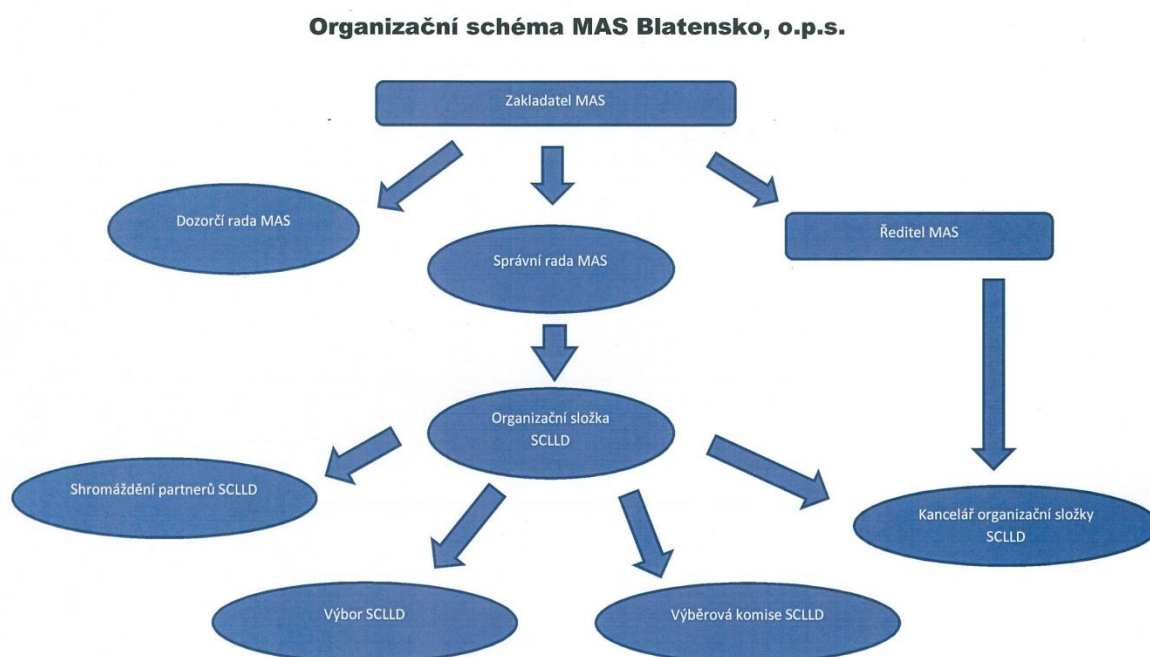 Organizační schéma MAS Blatensko, o.p.s.
Zakladatel MAS
Dozorčí rada MAS
Správní rada MAS
Ředitel MAS
Organizační složka
SCLLD
Shromáždění partnerů SCLLD
Kancelář organizační složky
SCLLD
Výbor SCLLD
Výběrová komise SCLLD